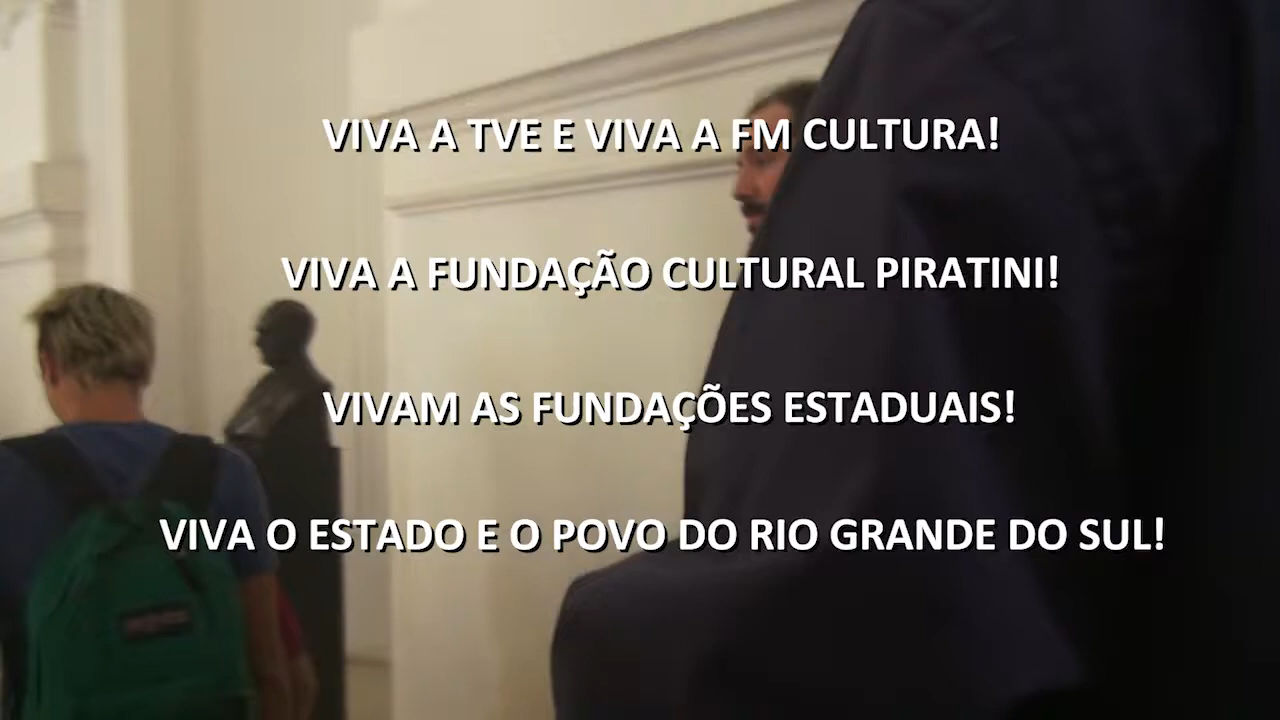 VIVA A TVE E VIVA A FM CULTURA!
VIVA A FUNDAÇÃO CULTURAL PIRATINI!
VIVAM AS FUNDAÇÕES ESTADUAIS!
VIVA O ESTADO E O POVO DO RIO GRANDE DO SUL!